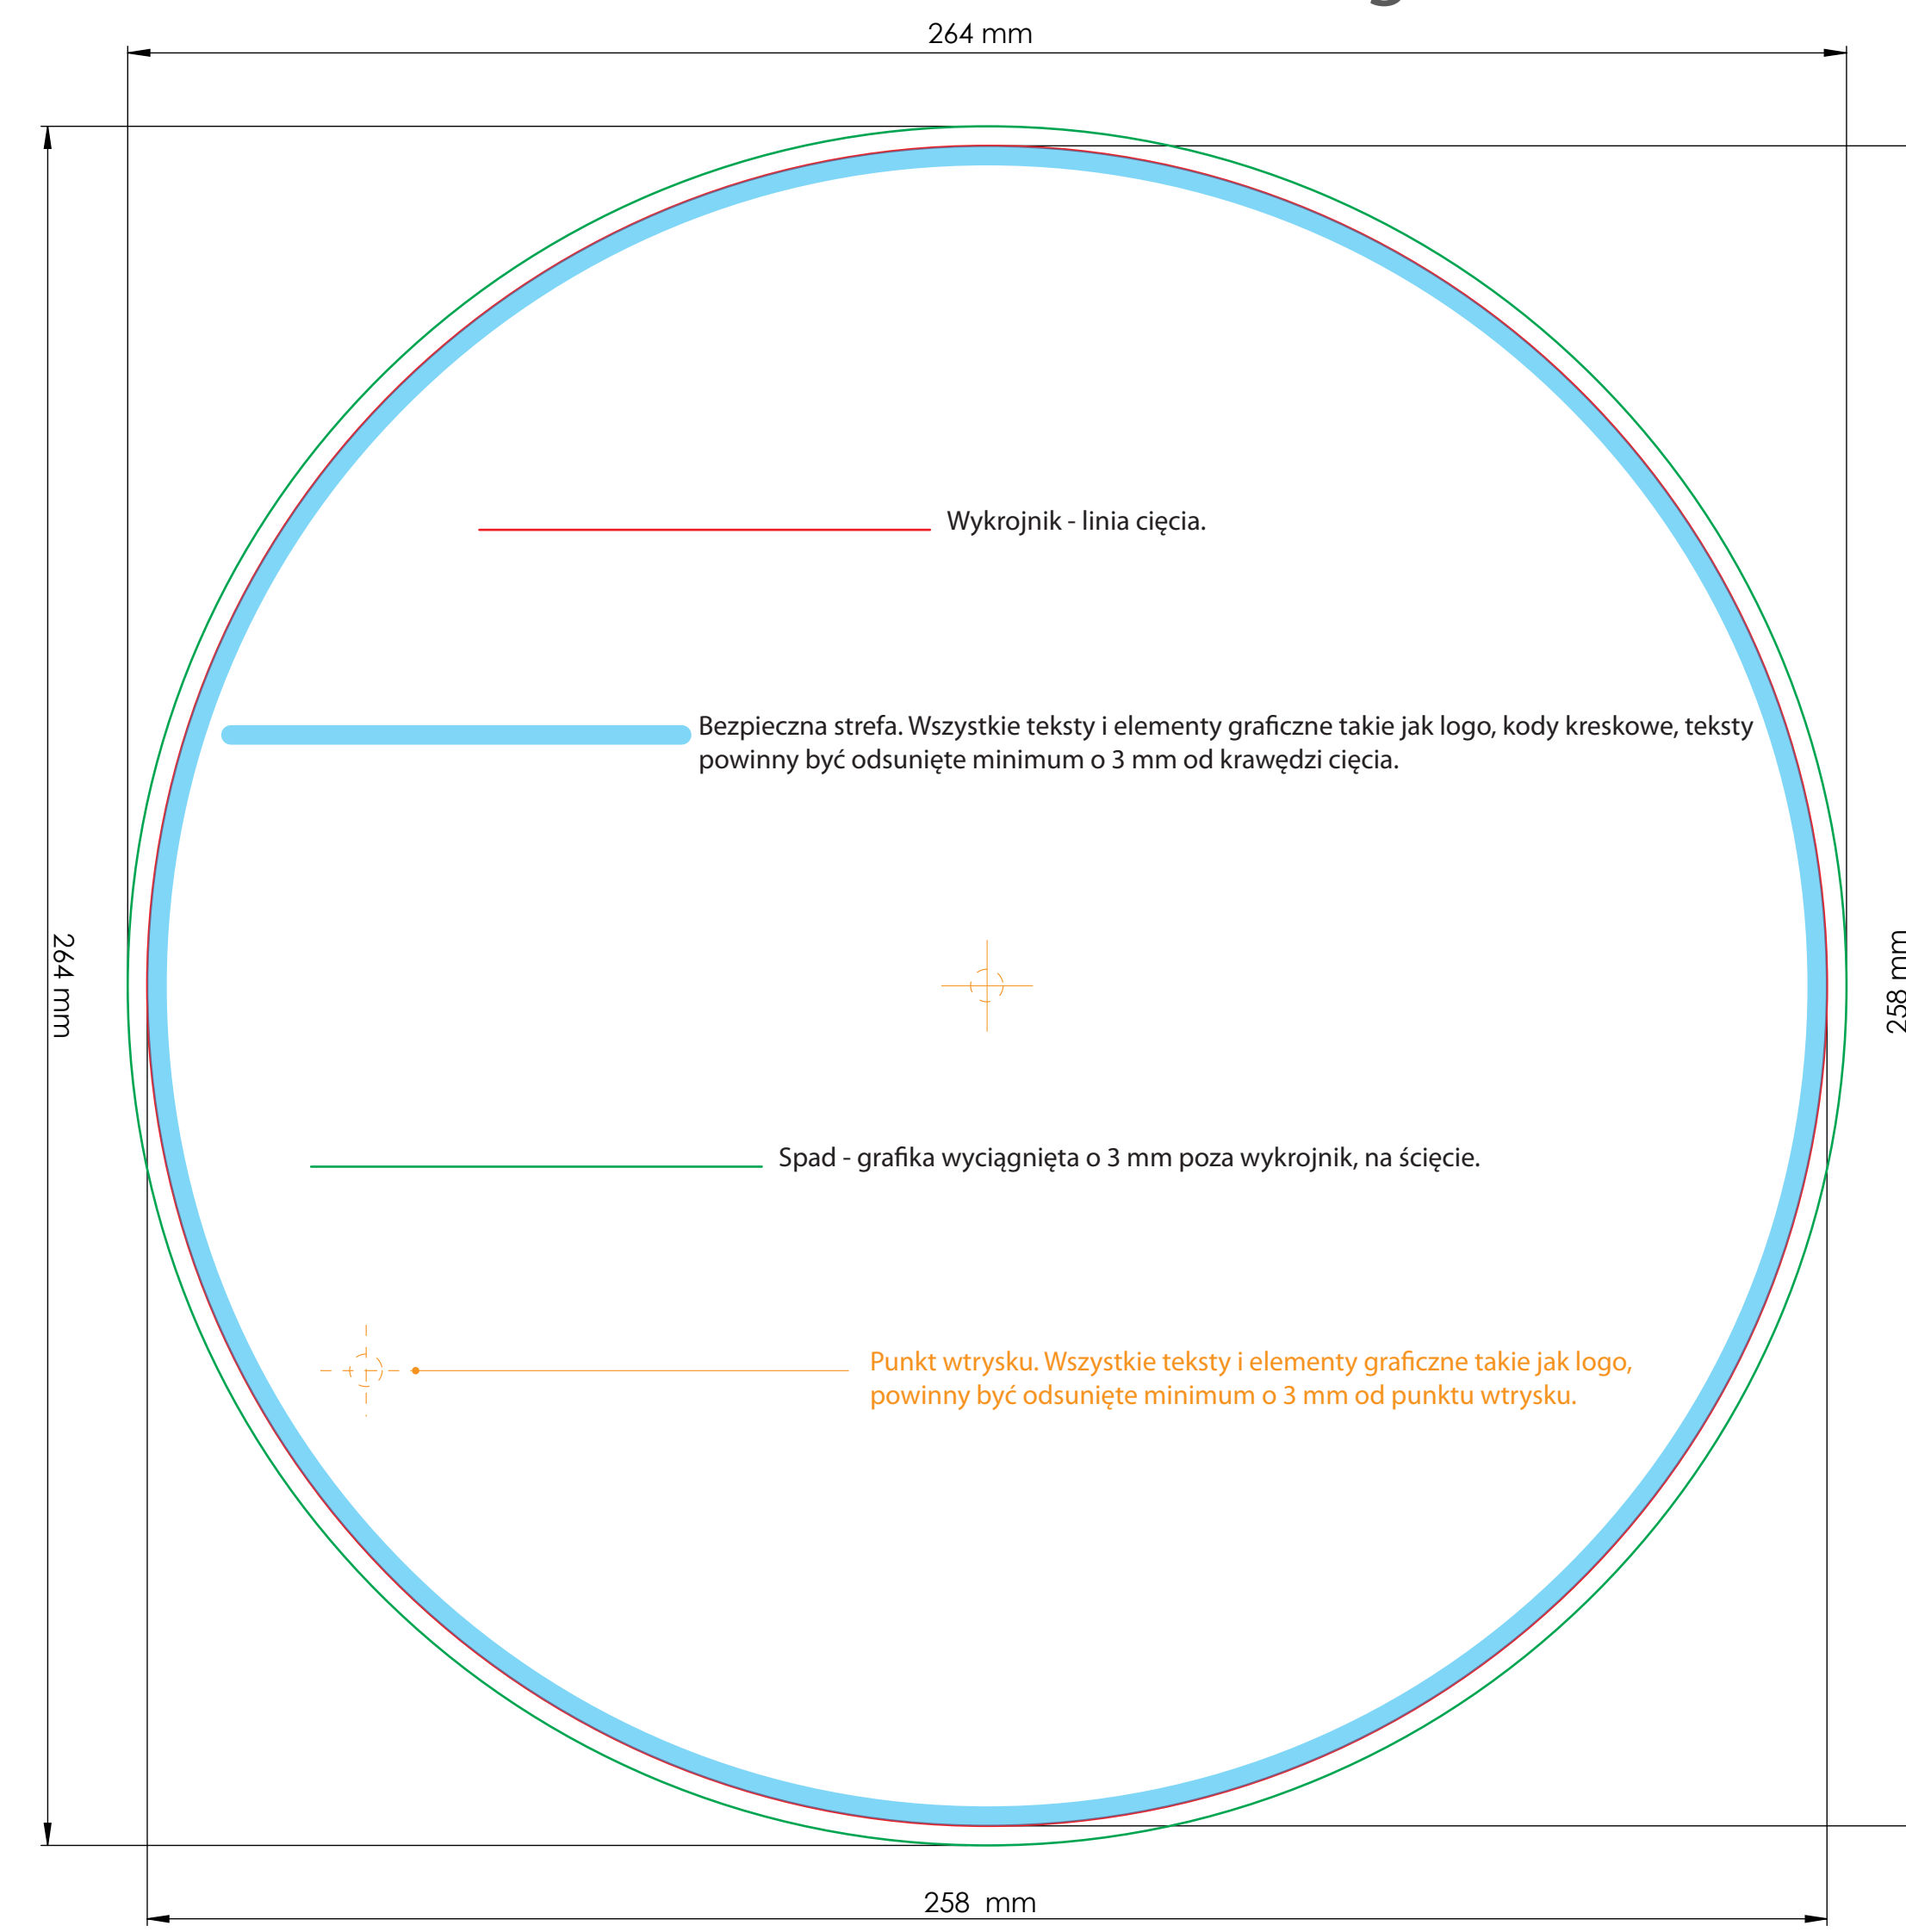 264 mm
Wykrojnik - linia cięcia.
Bezpieczna strefa. Wszystkie teksty i elementy graficzne takie jak logo, kody kreskowe, teksty
powinny być odsunięte minimum o 3 mm od krawędzi cięcia.
264 mm
258 mm
Spad - grafika wyciągnięta o 3 mm poza wykrojnik, na ścięcie.
Punkt wtrysku. Wszystkie teksty i elementy graficzne takie jak logo,
powinny być odsunięte minimum o 3 mm od punktu wtrysku.
258 mm